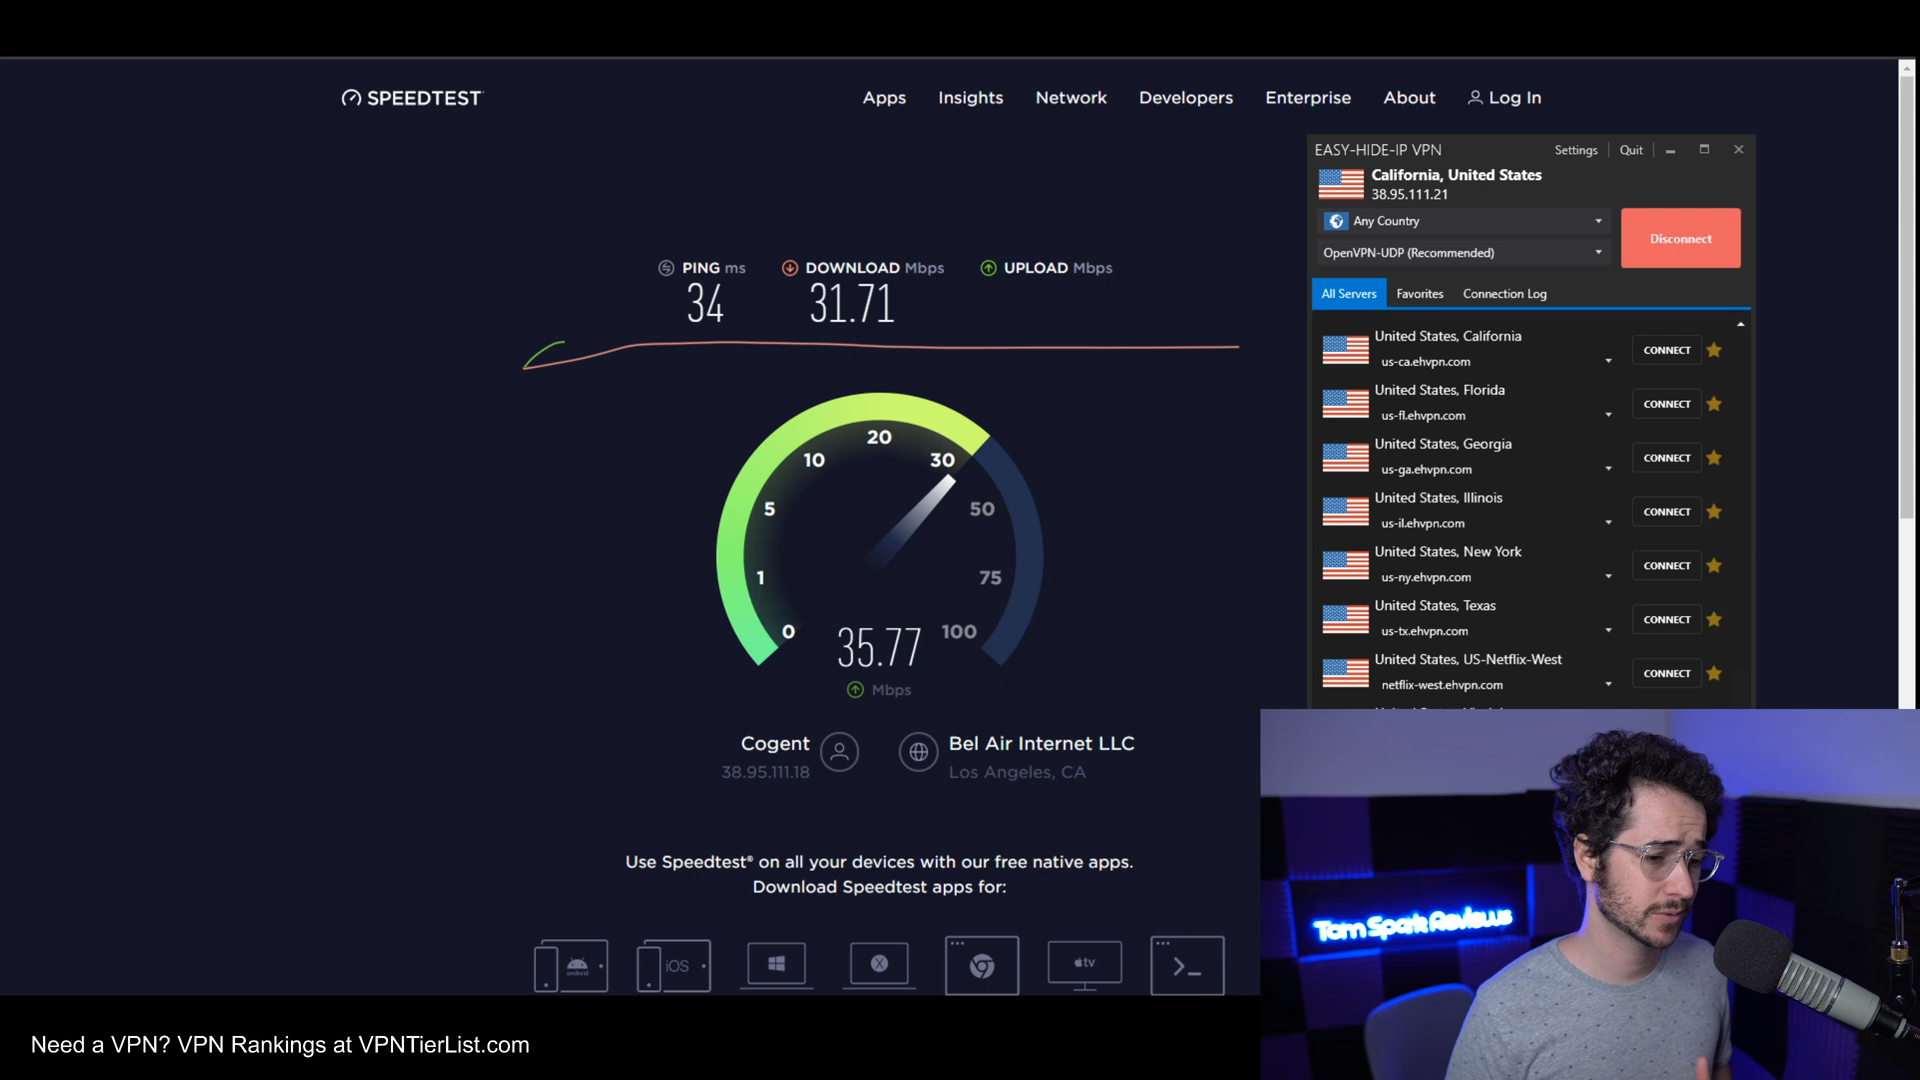 SPEEDTEST
Apps Insights Network Developers Enterprise About Log In
PING ms DOWNLOAD Mbps UPLOAD Mbps
34 31.71
0 1 5 10 20 30 50 75 100
35.77
Mbps
Cogent
38.95.111.18
Bel Air Internet LLC
Los Angeles, CA
Use Speedtest® on all your devices with our free native apps.
Download Speedtest apps for:
android iOS tv
EASY-HIDE-IP VPN Settings Quit
California, United States
38.95.111.21
Any Country
OpenVPN-UDP (Recommended)
Disconnect
All Servers Favorites Connection Log
United States, California
us-ca.ehvpn.com
CONNECT
United States, Florida
us-fl.ehvpn.com
CONNECT
United States, Georgia
us-ga.ehvpn.com
CONNECT
United States, Illinois
us-il.ehvpn.com
CONNECT
United States, New York
us-ny.ehvpn.com
CONNECT
United States, Texas
us-tx.ehvpn.com
CONNECT
United States, US-Netflix-West
netflix-west.ehvpn.com
CONNECT
Tom Spark Reviews
Need a VPN? VPN Rankings at VPNTierList.com